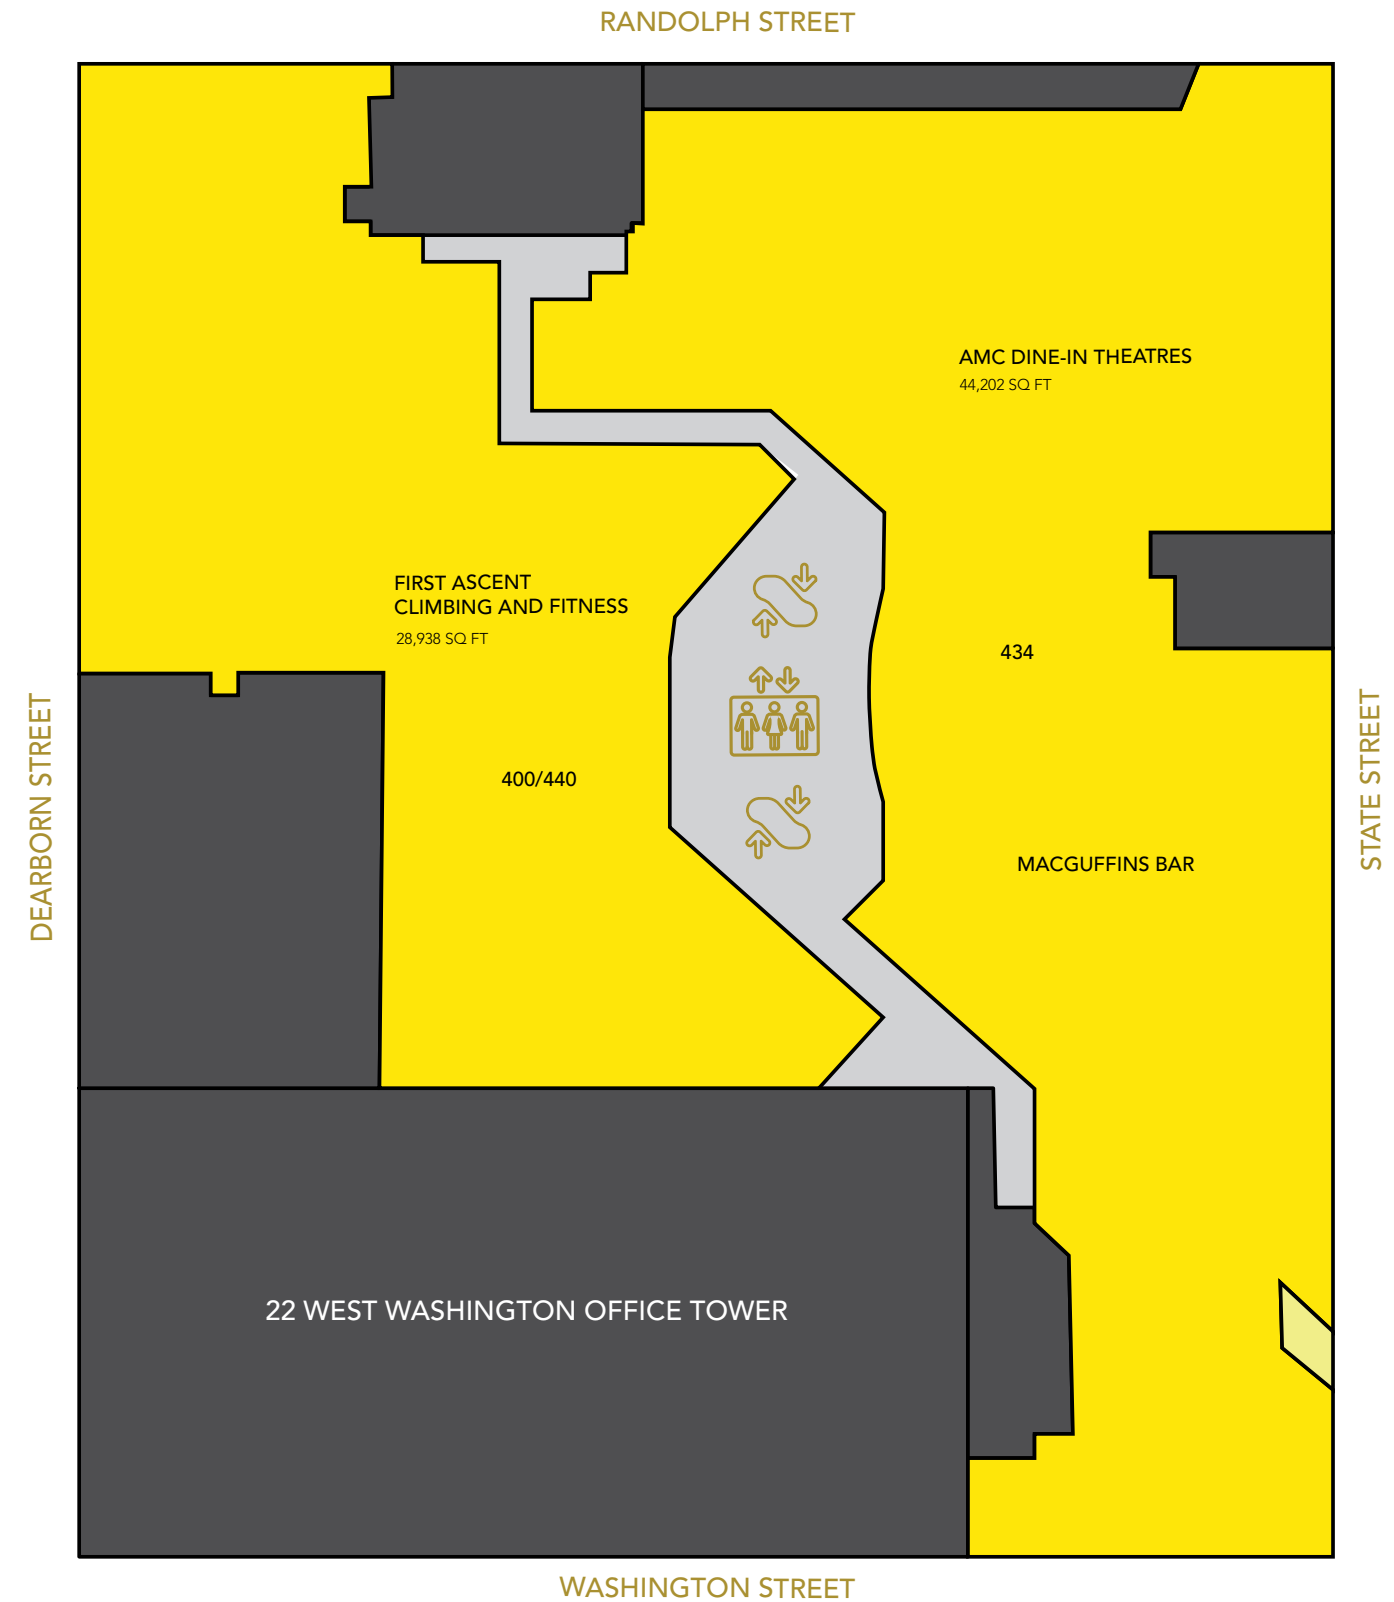 RANDOLPH STREET
AMC DINE-IN THEATRES
44,202 SQ FT
FIRST ASCENT
CLIMBING AND FITNESS
28,938 SQ FT
434
DEARBORN STREET
STATE STREET
400/440
MACGUFFINS BAR
22 WEST WASHINGTON OFFICE TOWER
WASHINGTON STREET